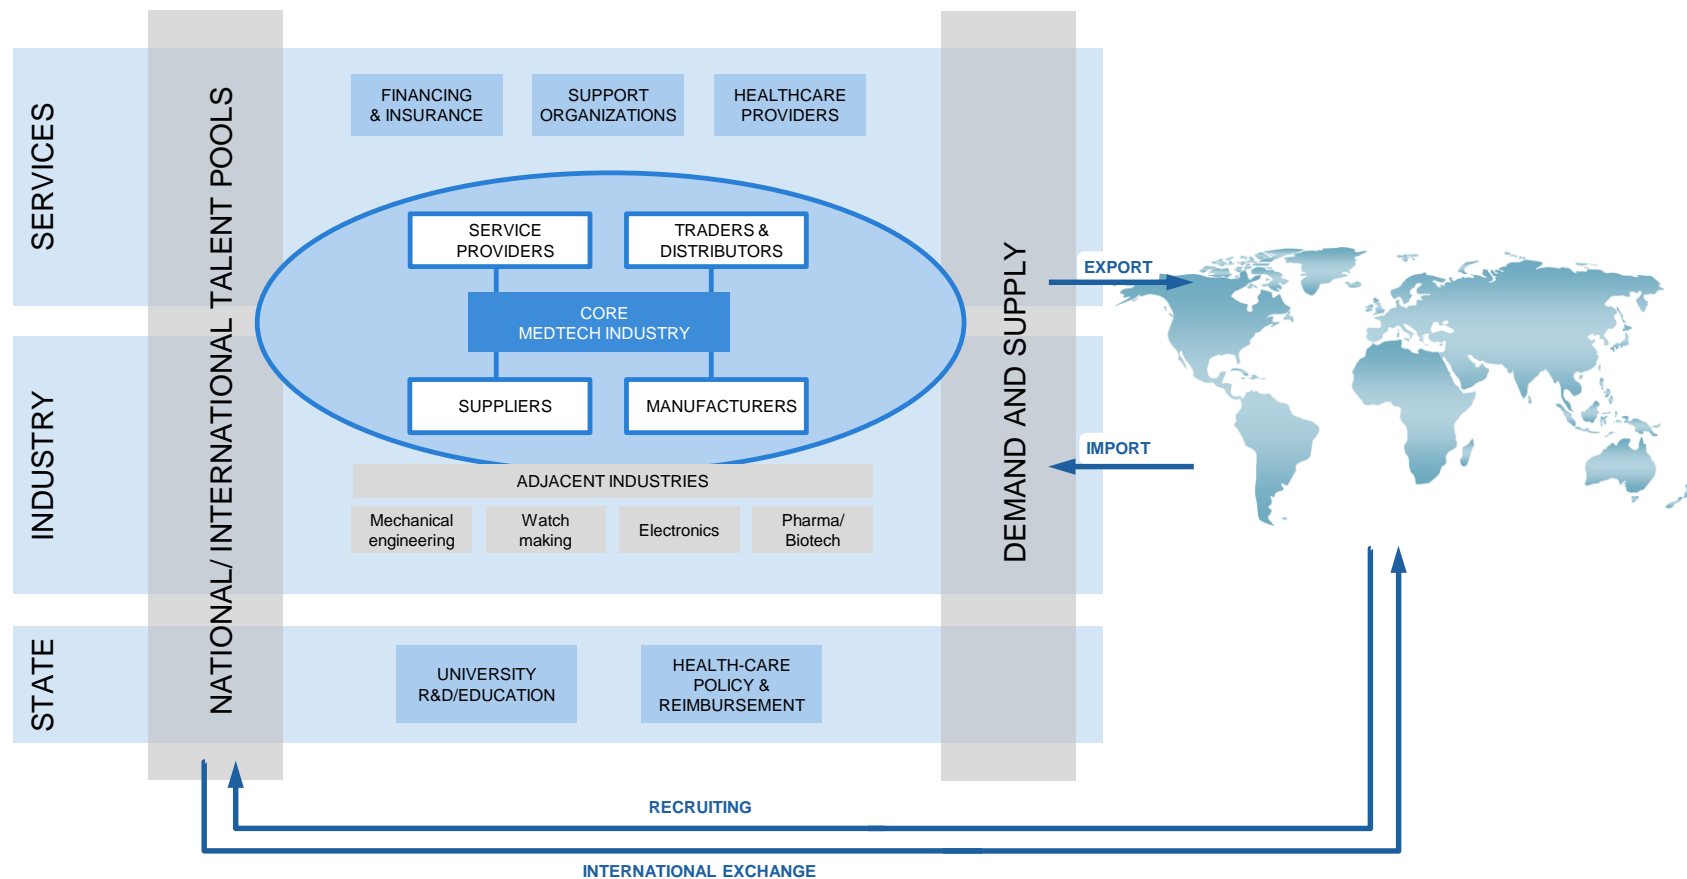 SERVICES
INDUSTRY
STATE
NATIONAL/ INTERNATIONAL TALENT POOLS
FINANCING
& INSURANCE
SUPPORT
ORGANIZATIONS
HEALTHCARE
PROVIDERS
SERVICE
PROVIDERS
TRADERS &
DISTRIBUTORS
CORE
MEDTECH INDUSTRY
SUPPLIERS
MANUFACTURERS
ADJACENT INDUSTRIES
Mechanical
engineering
Watch
making
Electronics
Pharma/
Biotech
UNIVERSITY
R&D/EDUCATION
HEALTH-CARE
POLICY &
REIMBURSEMENT
DEMAND AND SUPPLY
EXPORT
IMPORT
RECRUITING
INTERNATIONAL EXCHANGE